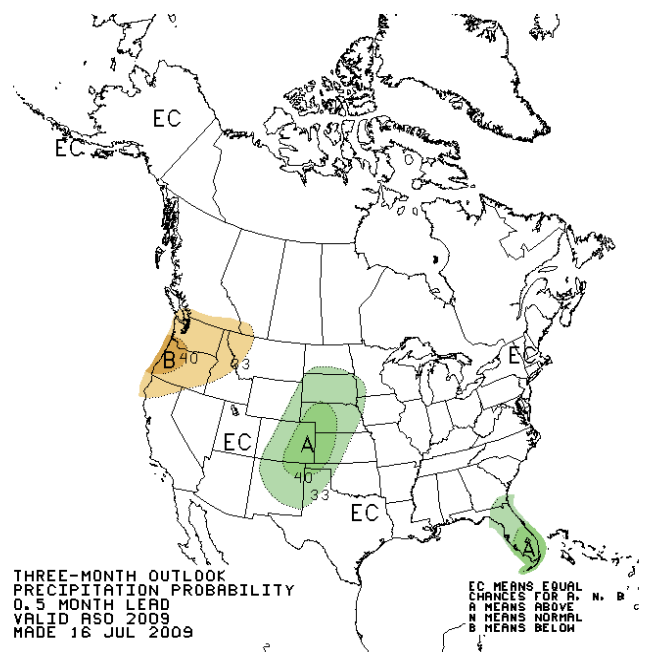 EC
EC
B 40
33
EC
EC
A
40
33
EC
A
THREE-MONTH OUTLOOK
PRECIPITATION PROBABILITY
0.5 MONTH LEAD
VALID ASO 2009
MADE 16 JUL 2009
EC MEANS EQUAL
CHANCES FOR A, N, B
A MEANS ABOVE
N MEANS NORMAL
B MEANS BELOW